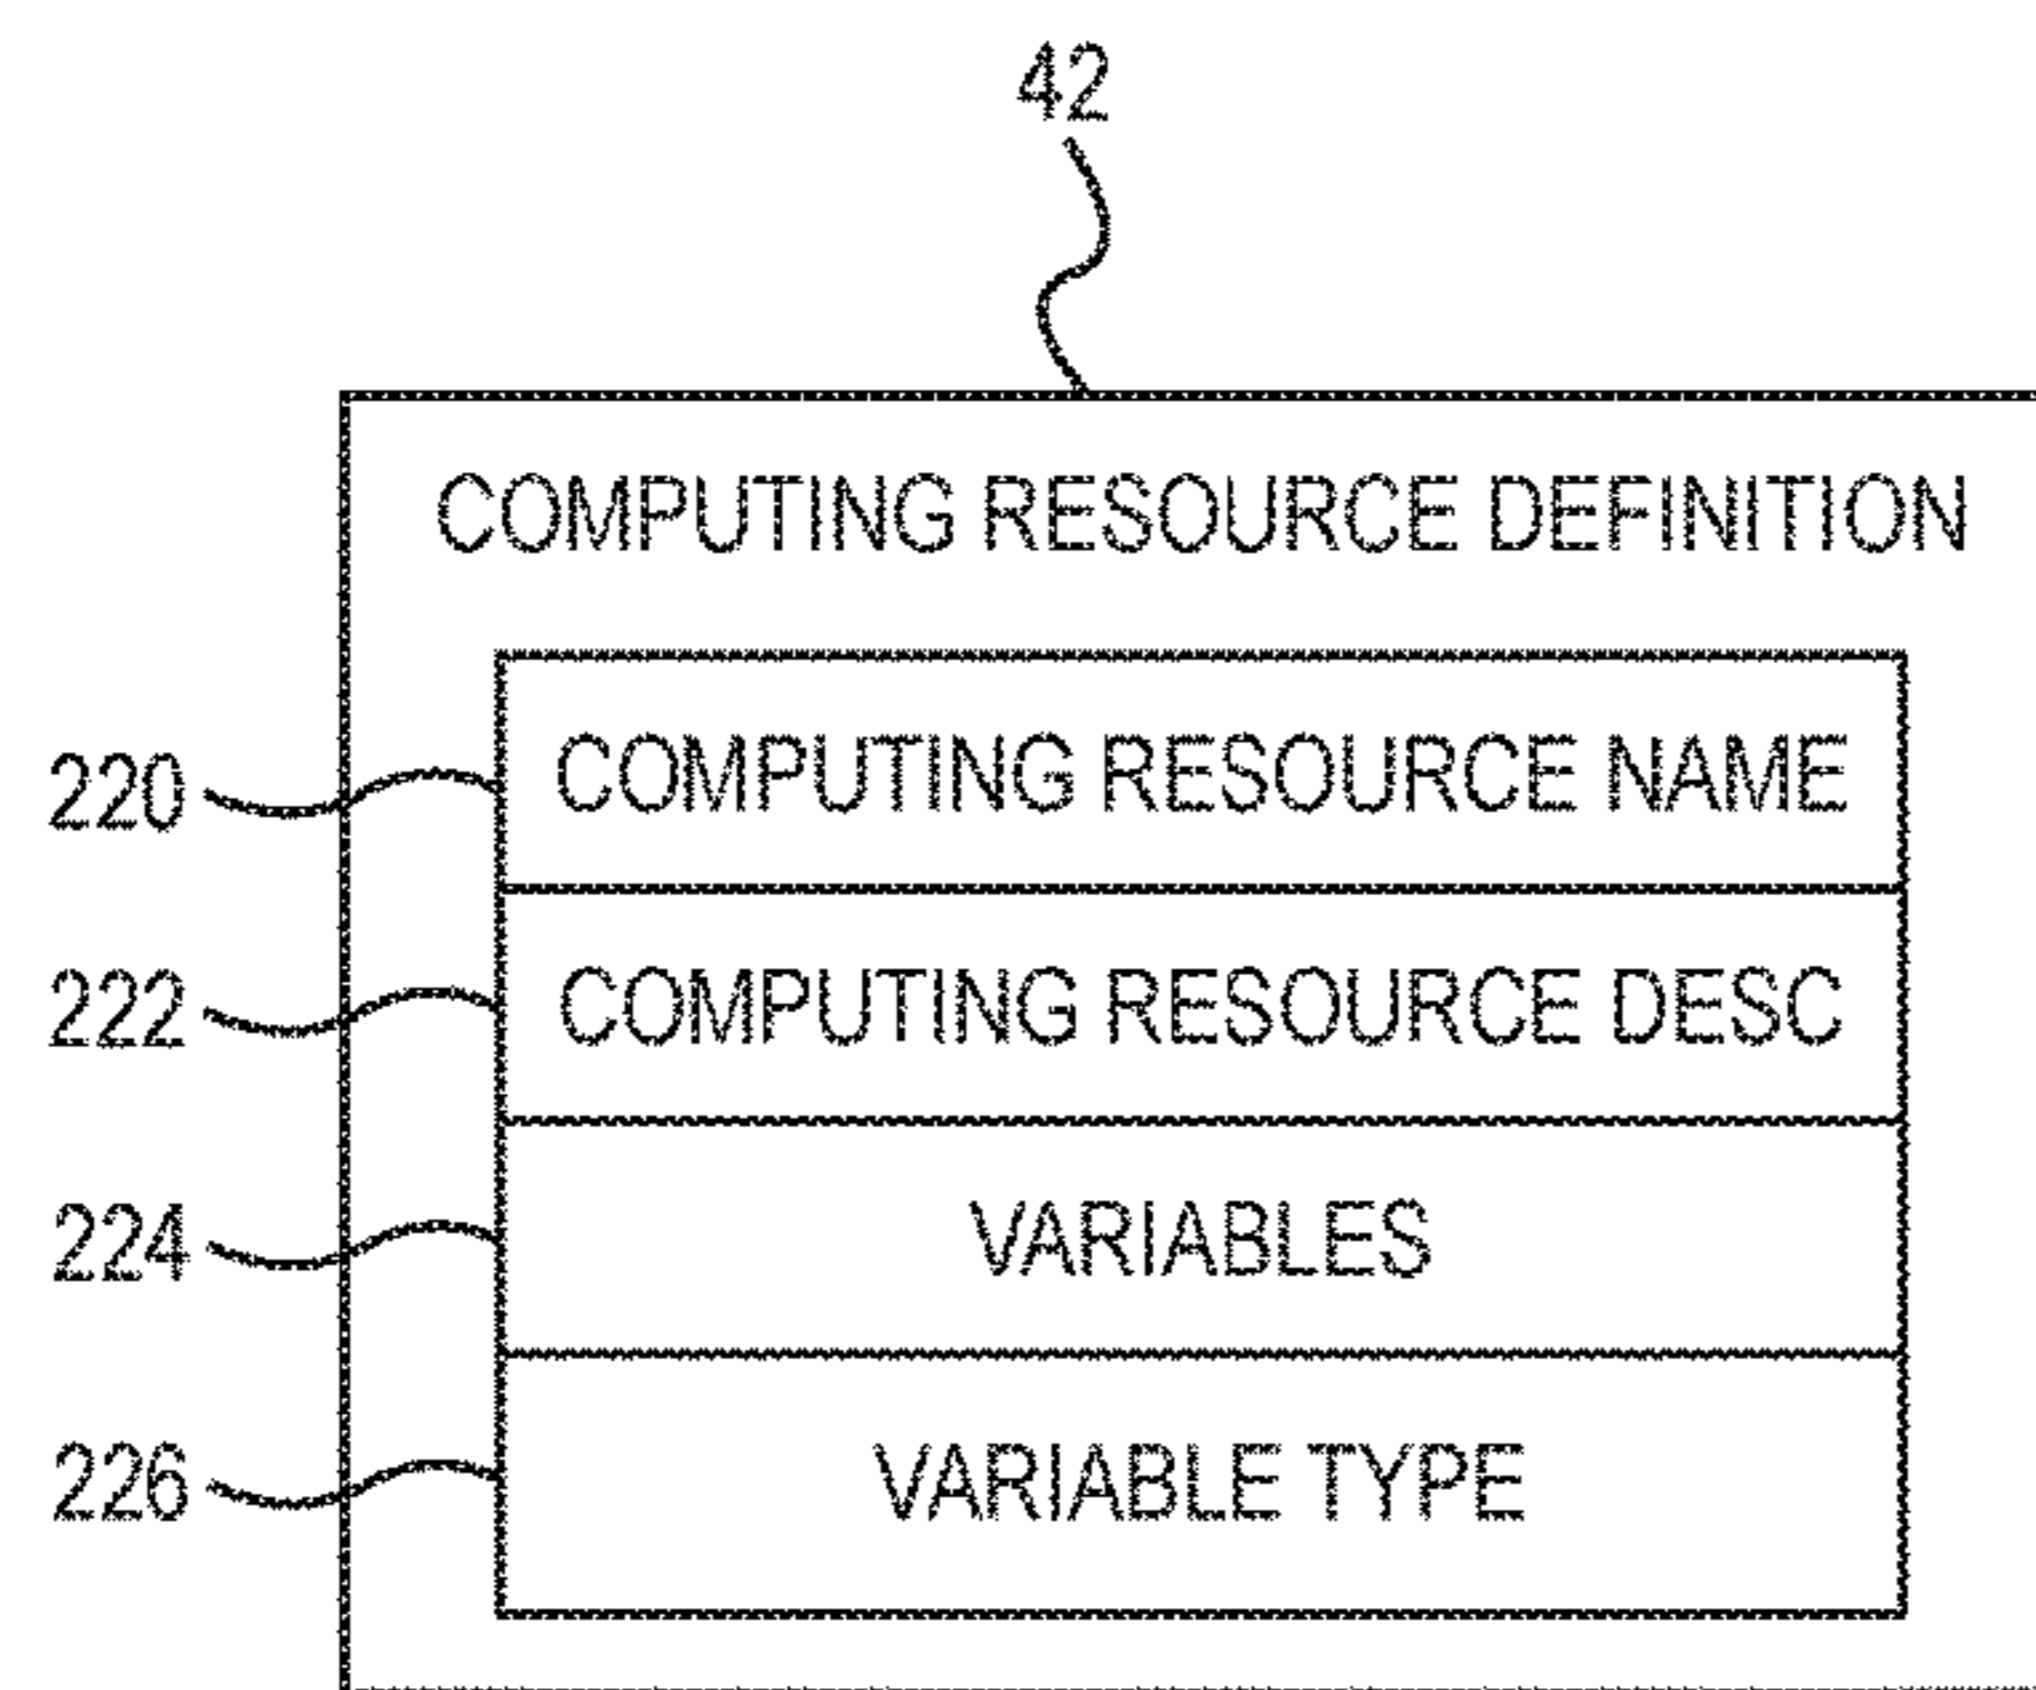 42
COMPUTING RESOURCE DEFINITION
220 COMPUTING RESOURCE NAME
222 COMPUTING RESOURCE DESC
224 VARIABLES
226 VARIABLE TYPE